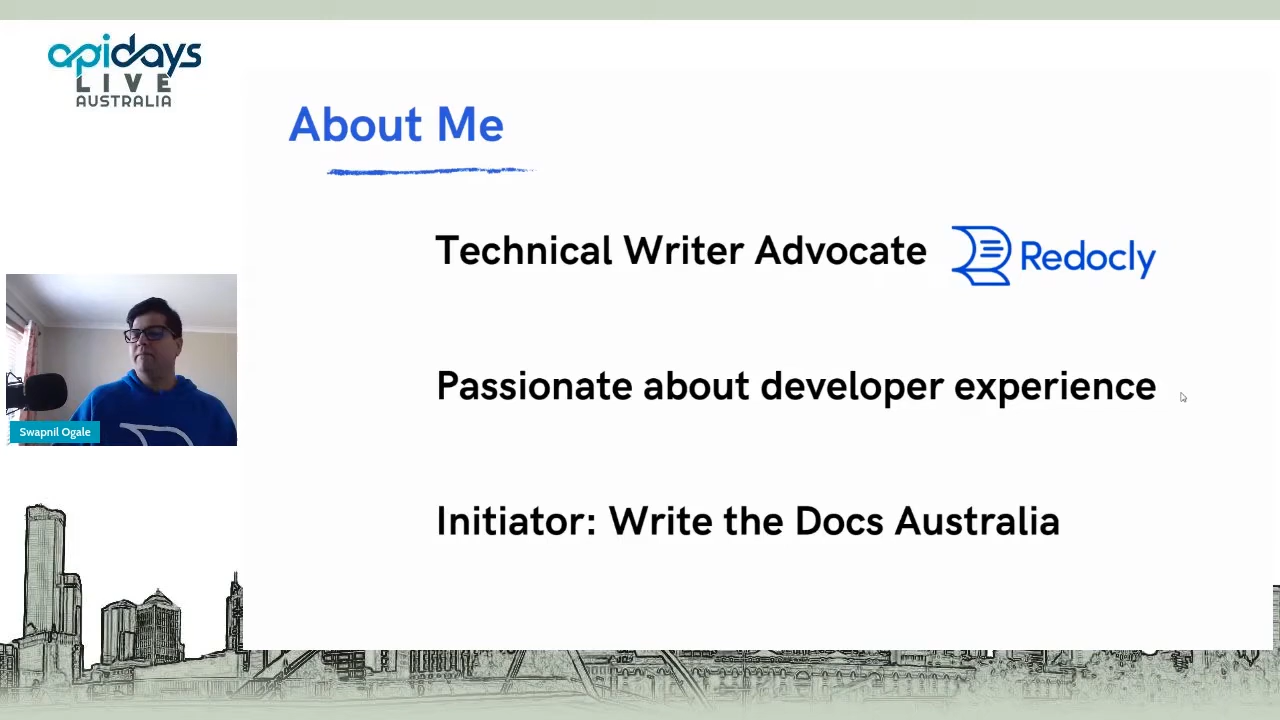 apidays
LIVE
AUSTRALIA
About Me
Technical Writer Advocate Redocly
Passionate about developer experience
Swapnil Ogale
Initiator: Write the Docs Australia